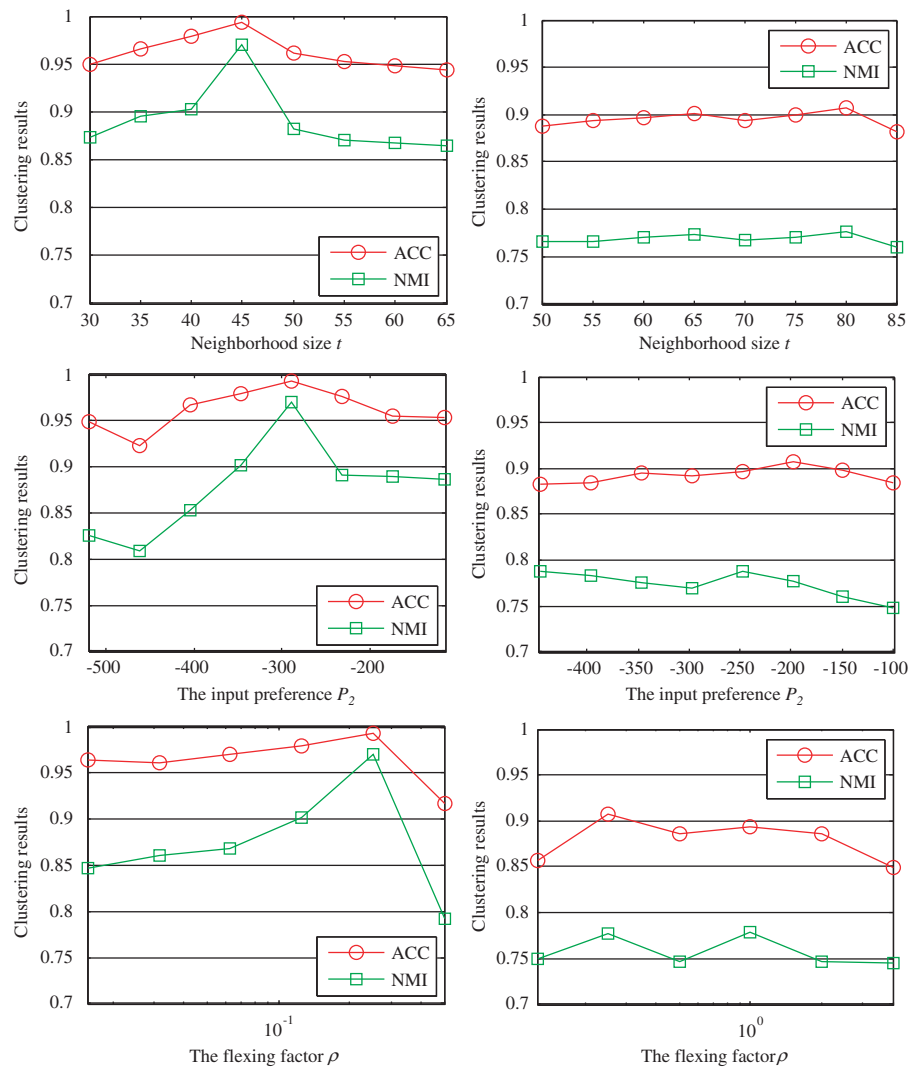 1
0.95
0.9
0.85
0.8
0.75
0.7
Clustering results
ACC
NMI
30 35 40 45 50 55 60 65
Neighborhood size t
1
0.95
0.9
0.85
0.8
0.75
0.7
Clustering results
ACC
NMI
50 55 60 65 70 75 80 85
Neighborhood size t
1
0.95
0.9
0.85
0.8
0.75
0.7
Clustering results
ACC
NMI
-500 -400 -300 -200
The input preference P₂
1
0.95
0.9
0.85
0.8
0.75
0.7
Clustering results
ACC
NMI
-400 -350 -300 -250 -200 -150 -100
The input preference P₂
1
0.95
0.9
0.85
0.8
0.75
0.7
Clustering results
ACC
NMI
10⁻¹
The flexing factor ρ
1
0.95
0.9
0.85
0.8
0.75
0.7
Clustering results
ACC
NMI
10⁰
The flexing factor ρ